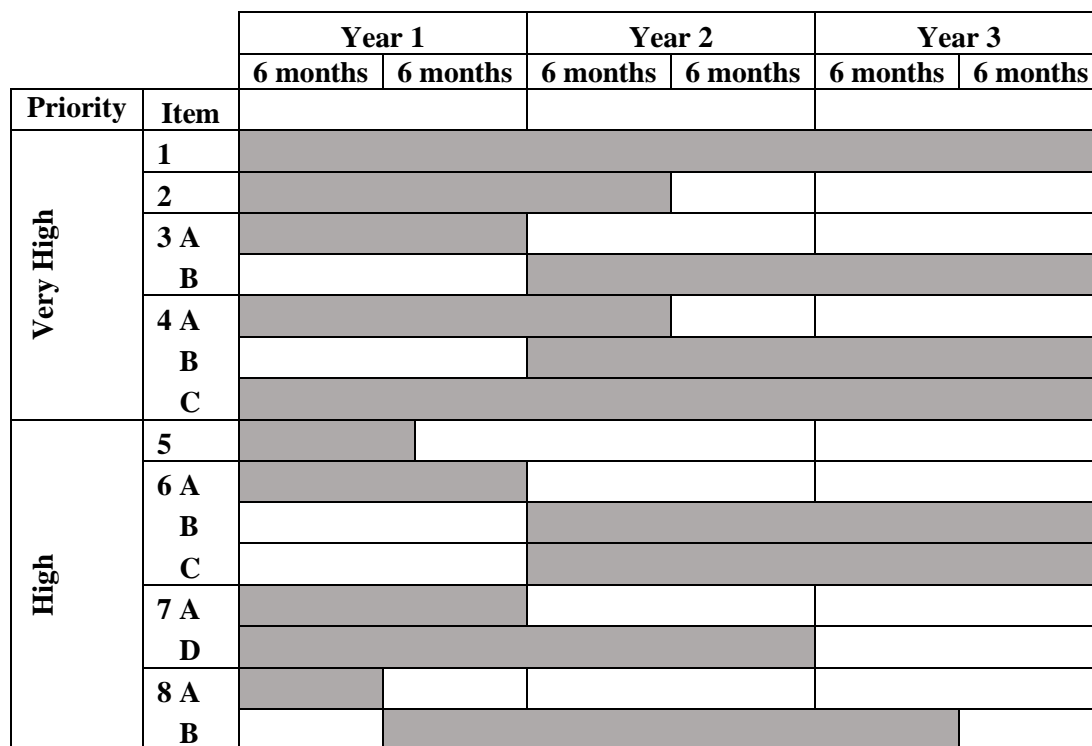 Year 1 Year 2 Year 3
6 months 6 months 6 months 6 months 6 months 6 months
Priority Item
Very High
1
2
3 A
B
4 A
B
C
High
5
6 A
B
C
7 A
D
8 A
B